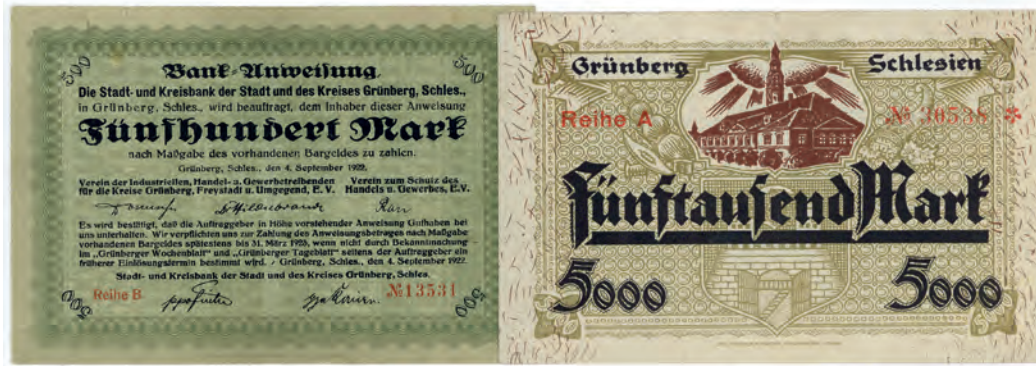 500 500
Bank-Anweisung.
Die Stadt- und Kreisbank der Stadt und des Kreises Grünberg, Schles.,
in Grünberg, Schles., wird beauftragt, dem Inhaber dieser Anweisung
Fünfhundert Mark
nach Maßgabe des vorhandenen Bargeldes zu zahlen.
Grünberg, Schles., den 4. September 1922.
Verein der Industriellen, Handel- u. Gewerbetreibenden
für die Kreise Grünberg, Freystadt u. Umgegend, E. V.
Verein zum Schutz des
Handels u. Gewerbes, E.V.
Es wird bestätigt, daß die Auftraggeber in Höhe vorstehender Anweisung Guthaben bei
uns unterhalten. Wir verpflichten uns zur Zahlung des Anweisungsbetrages nach Maßgabe
vorhandenen Bargeldes spätestens bis 31. März 1923, wenn nicht durch Bekanntmachung
im „Grünberger Wochenblatt“ und „Grünberger Tageblatt“ seitens der Auftraggeber ein
früherer Einlösungstermin bestimmt wird. / Grünberg, Schles., den 4. September 1922.
Stadt- und Kreisbank der Stadt und des Kreises Grünberg, Schles.
Reihe B
№13531
500 500
Grünberg Schlesien
Reihe A № 30538 *
Fünftausend Mark
5000 5000